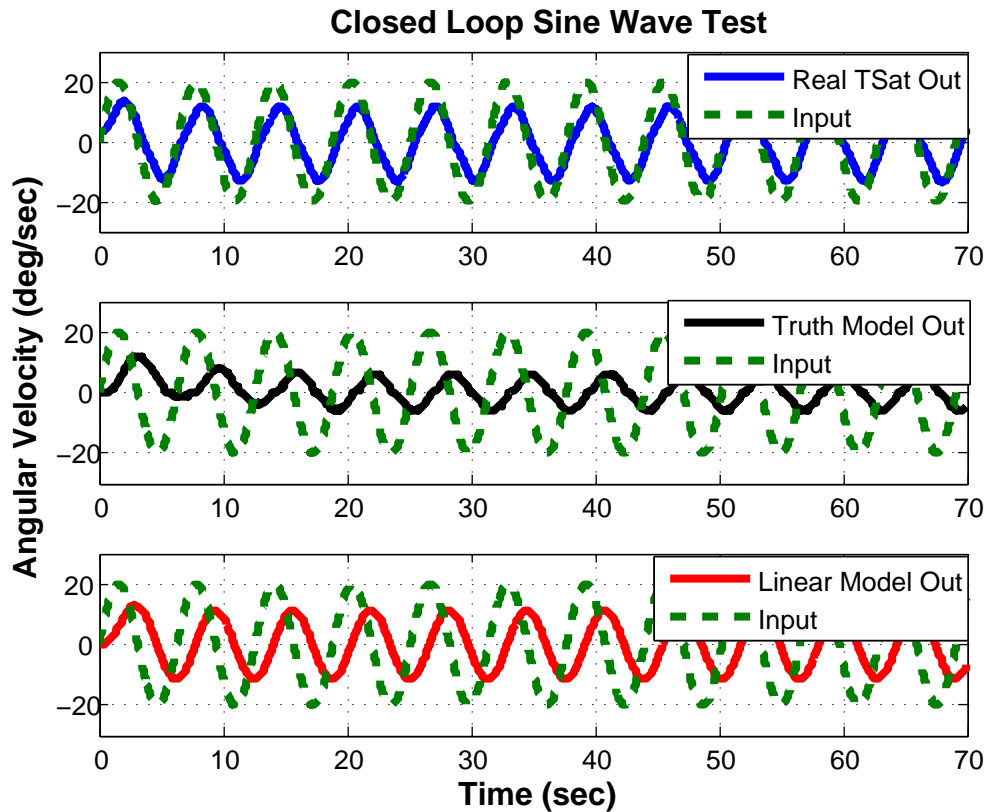 Closed Loop Sine Wave Test
Angular Velocity (deg/sec)
20
0
−20
0 10 20 30 40 50 60 70
Real TSat Out
Input
20
0
−20
0 10 20 30 40 50 60 70
Truth Model Out
Input
20
0
−20
0 10 20 30 40 50 60 70
Linear Model Out
Input
Time (sec)